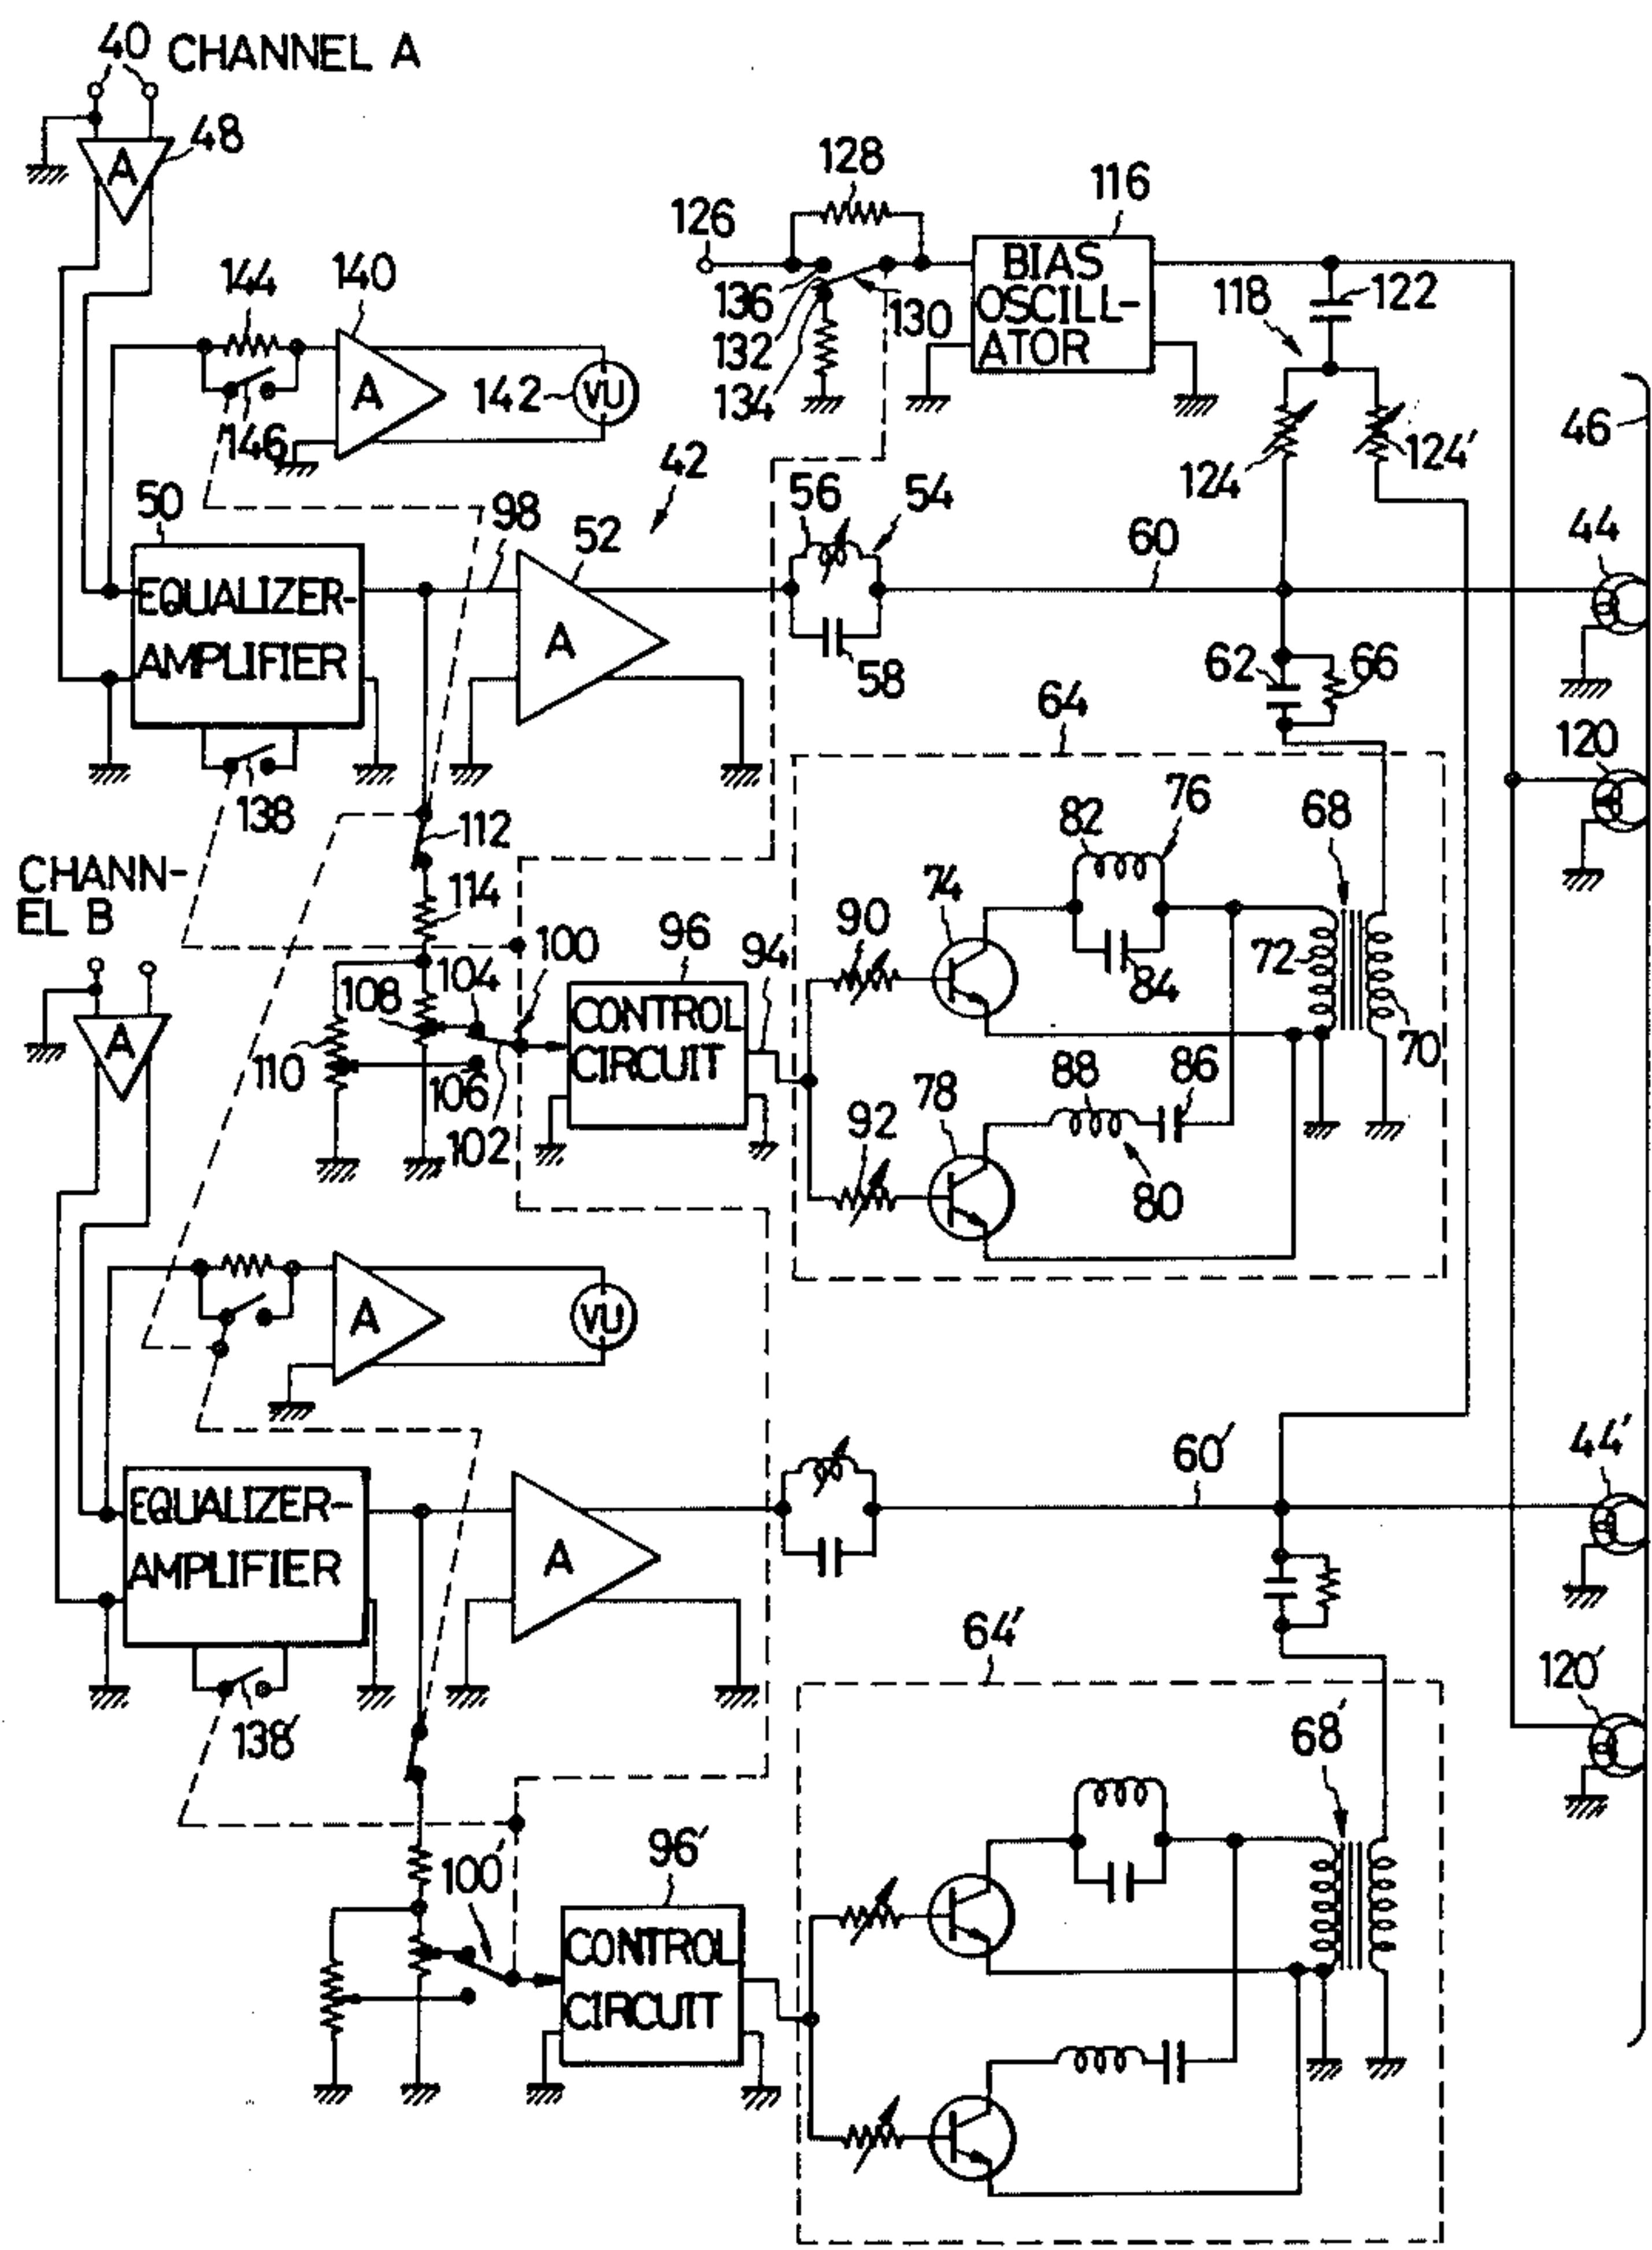 40 CHANNEL A
48
A
128
116
126
144
140
BIAS
OSCILL-
ATOR
136
132
134
130
118
122
A
142
VU
146
124
124′
46
42
50
98
52
56
54
60
44
EQUALIZER-
AMPLIFIER
A
58
62
66
64
120
138
112
CHANN-
EL B
82
76
68
114
74
100
96
94
90
72
84
108
104
CONTROL
CIRCUIT
A
110
106
102
70
88
86
78
92
80
A
VU
60′
44′
EQUALIZER-
AMPLIFIER
A
64′
120′
138′
68′
100′
96′
CONTROL
CIRCUIT